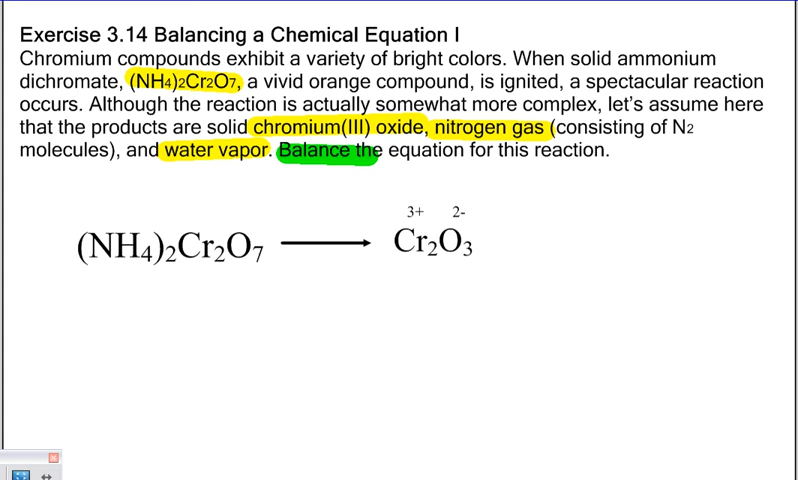 Exercise 3.14 Balancing a Chemical Equation I
Chromium compounds exhibit a variety of bright colors. When solid ammonium
dichromate, (NH4)2Cr2O7, a vivid orange compound, is ignited, a spectacular reaction
occurs. Although the reaction is actually somewhat more complex, let's assume here
that the products are solid chromium(III) oxide, nitrogen gas (consisting of N2
molecules), and water vapor. Balance the equation for this reaction.
3+ 2-
(NH4)2Cr2O7 ⟶ Cr2O3